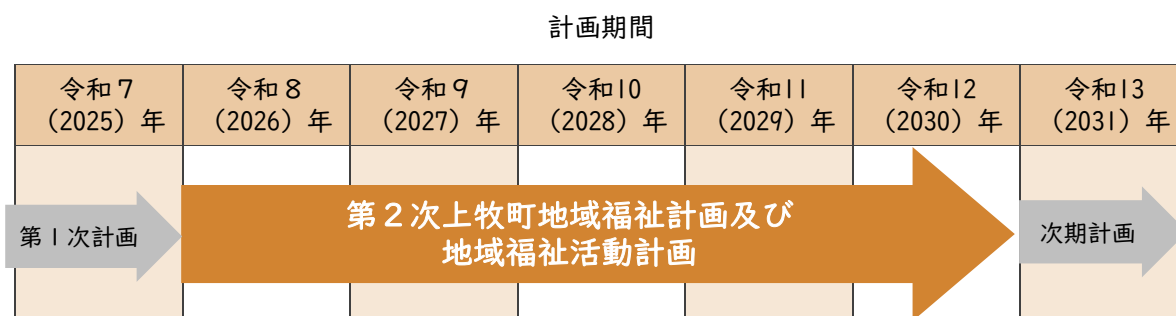 計画期間
令和7
(2025)年
令和8
(2026)年
令和9
(2027)年
令和10
(2028)年
令和11
(2029)年
令和12
(2030)年
令和13
(2031)年
第1次計画
第2次上牧町地域福祉計画及び
地域福祉活動計画
次期計画